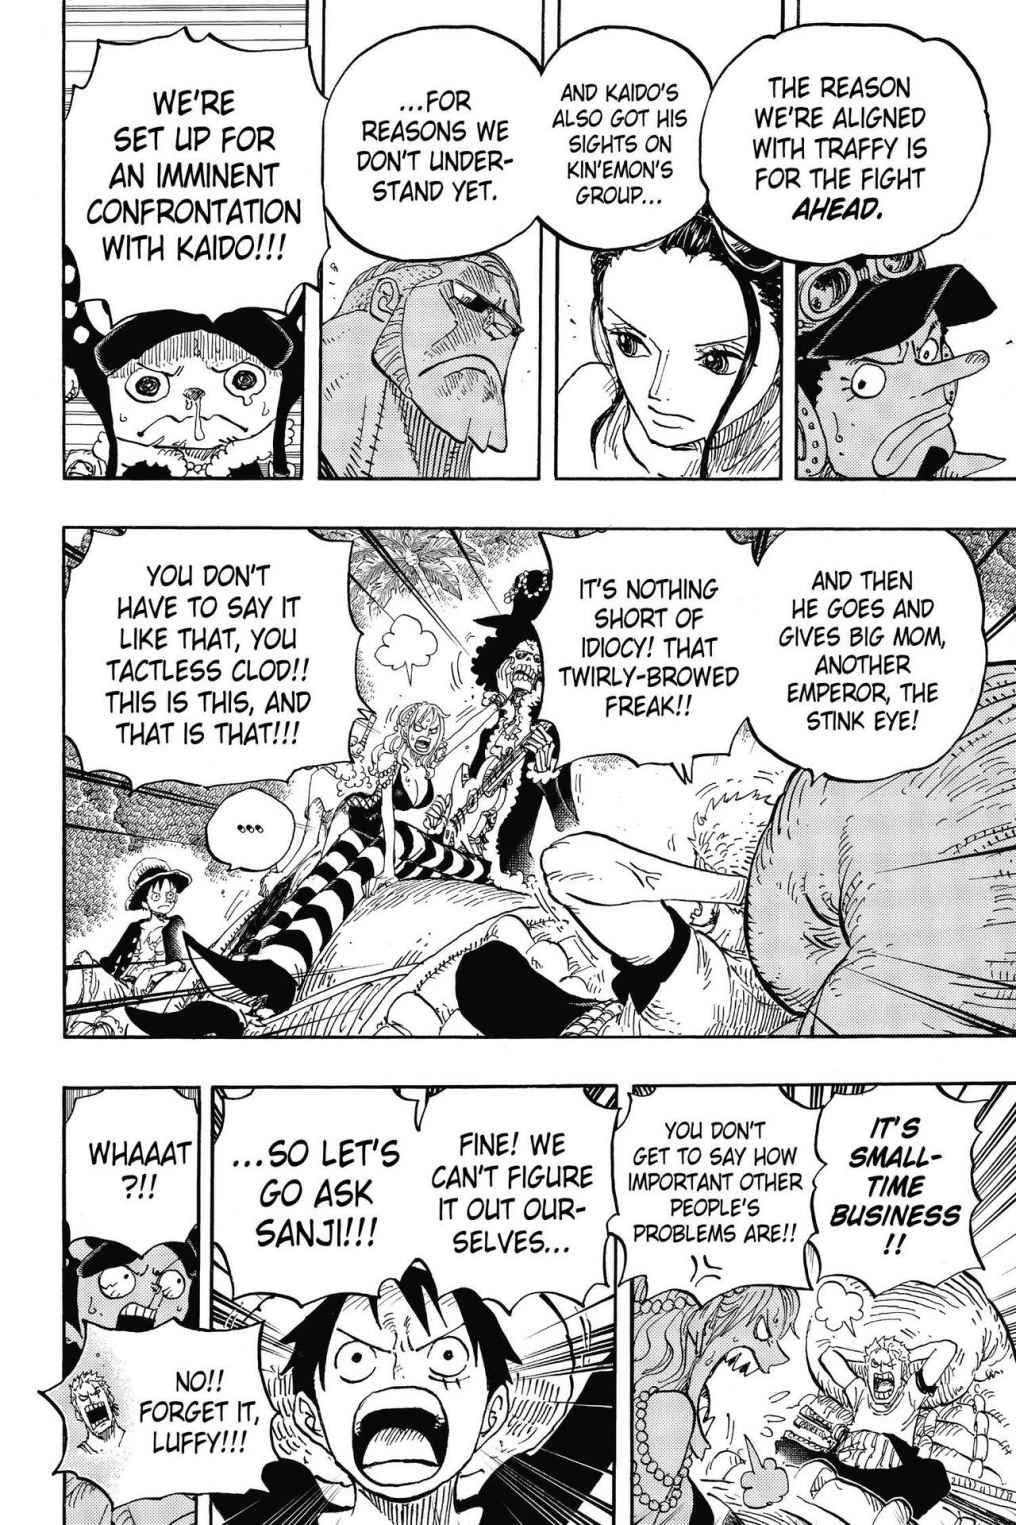 THE REASON
WE'RE ALIGNED
WITH TRAFFY IS
FOR THE FIGHT
AHEAD.
AND KAIDO'S
ALSO GOT HIS
SIGHTS ON
KIN'EMON'S
GROUP...
...FOR
REASONS WE
DON'T UNDER-
STAND YET.
WE'RE
SET UP FOR
AN IMMINENT
CONFRONTATION
WITH KAIDO!!!
AND THEN
HE GOES AND
GIVES BIG MOM,
ANOTHER
EMPEROR, THE
STINK EYE!
IT'S NOTHING
SHORT OF
IDIOCY! THAT
TWIRLY-BROWED
FREAK!!
YOU DON'T
HAVE TO SAY IT
LIKE THAT, YOU
TACTLESS CLOD!!
THIS IS THIS, AND
THAT IS THAT!!!
...
IT'S
SMALL-
TIME
BUSINESS
!!
YOU DON'T
GET TO SAY HOW
IMPORTANT OTHER
PEOPLE'S
PROBLEMS ARE!!
FINE! WE
CAN'T FIGURE
IT OUT OUR-
SELVES...
...SO LET'S
GO ASK
SANJI!!!
WHAAAT
?!!
NO!!
FORGET IT,
LUFFY!!!